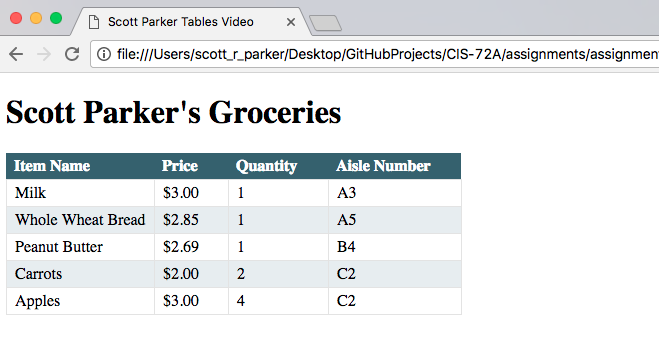 Scott Parker Tables Video
file:///Users/scott_r_parker/Desktop/GitHubProjects/CIS-72A/assignments/assignmen
Scott Parker's Groceries
Item Name Price Quantity Aisle Number
Milk $3.00 1 A3
Whole Wheat Bread $2.85 1 A5
Peanut Butter $2.69 1 B4
Carrots $2.00 2 C2
Apples $3.00 4 C2